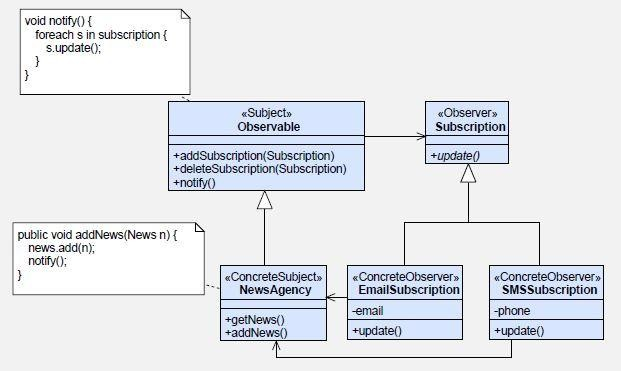 void notify() {
foreach s in subscription {
s.update();
}
}
«Subject»
Observable
+addSubscription(Subscription)
+deleteSubscription(Subscription)
+notify()
«Observer»
Subscription
+update()
public void addNews(News n) {
news.add(n);
notify();
}
«ConcreteSubject»
NewsAgency
+getNews()
+addNews()
«ConcreteObserver»
EmailSubscription
-email
+update()
«ConcreteObserver»
SMSSubscription
-phone
+update()